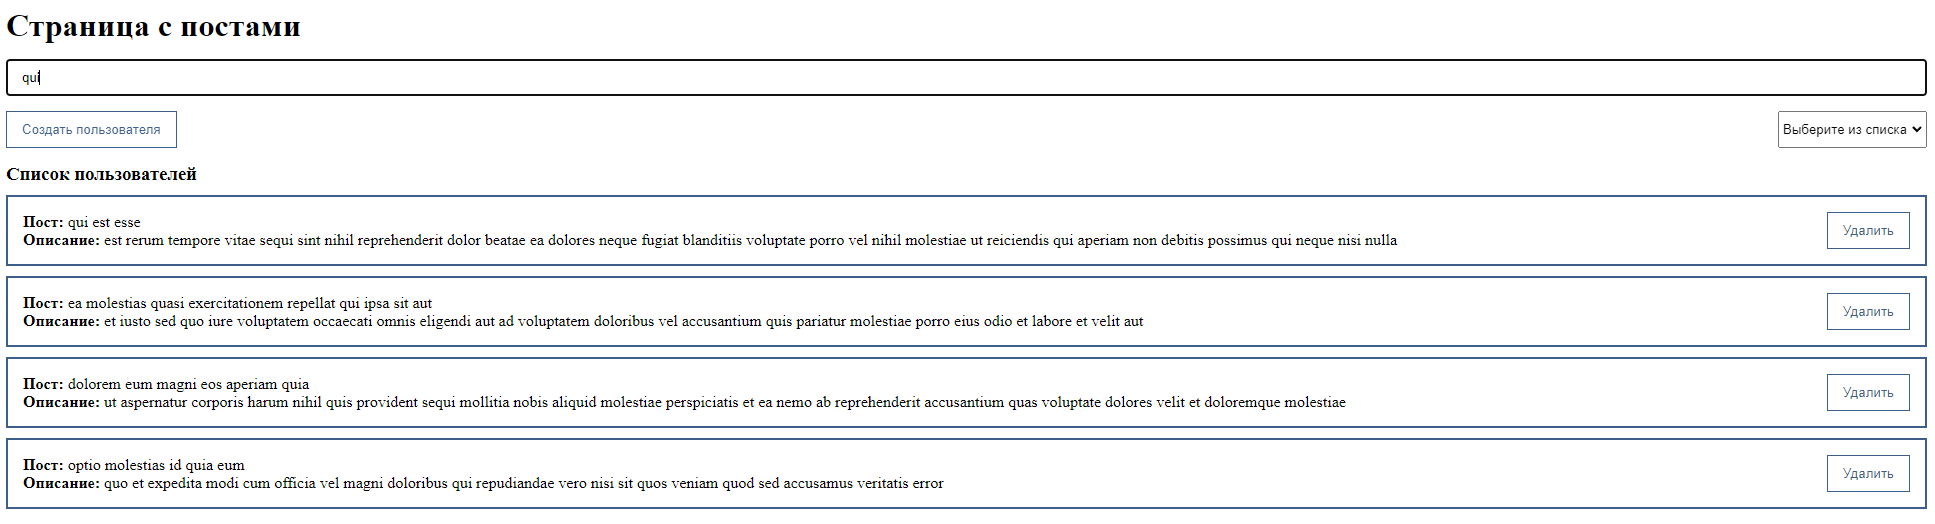 Страница с постами
qui
Создать пользователя
Выберите из списка
Список пользователей
Пост: qui est esse
Описание: est rerum tempore vitae sequi sint nihil reprehenderit dolor beatae ea dolores neque fugiat blanditiis voluptate porro vel nihil molestiae ut reiciendis qui aperiam non debitis possimus qui neque nisi nulla
Удалить
Пост: ea molestias quasi exercitationem repellat qui ipsa sit aut
Описание: et iusto sed quo iure voluptatem occaecati omnis eligendi aut ad voluptatem doloribus vel accusantium quis pariatur molestiae porro eius odio et labore et velit aut
Удалить
Пост: dolorem eum magni eos aperiam quia
Описание: ut aspernatur corporis harum nihil quis provident sequi mollitia nobis aliquid molestiae perspiciatis et ea nemo ab reprehenderit accusantium quas voluptate dolores velit et doloremque molestiae
Удалить
Пост: optio molestias id quia eum
Описание: quo et expedita modi cum officia vel magni doloribus qui repudiandae vero nisi sit quos veniam quod sed accusamus veritatis error
Удалить